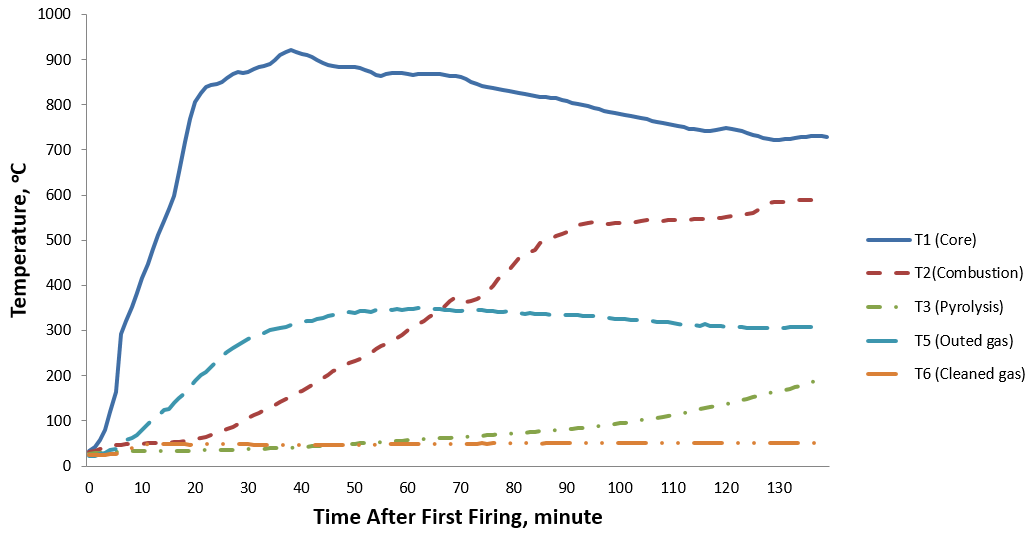 1000
900
800
700
600
500
400
300
200
100
0
Temperature, °C
0 10 20 30 40 50 60 70 80 90 100 110 120 130
Time After First Firing, minute
T1 (Core)
T2(Combustion)
T3 (Pyrolysis)
T5 (Outed gas)
T6 (Cleaned gas)